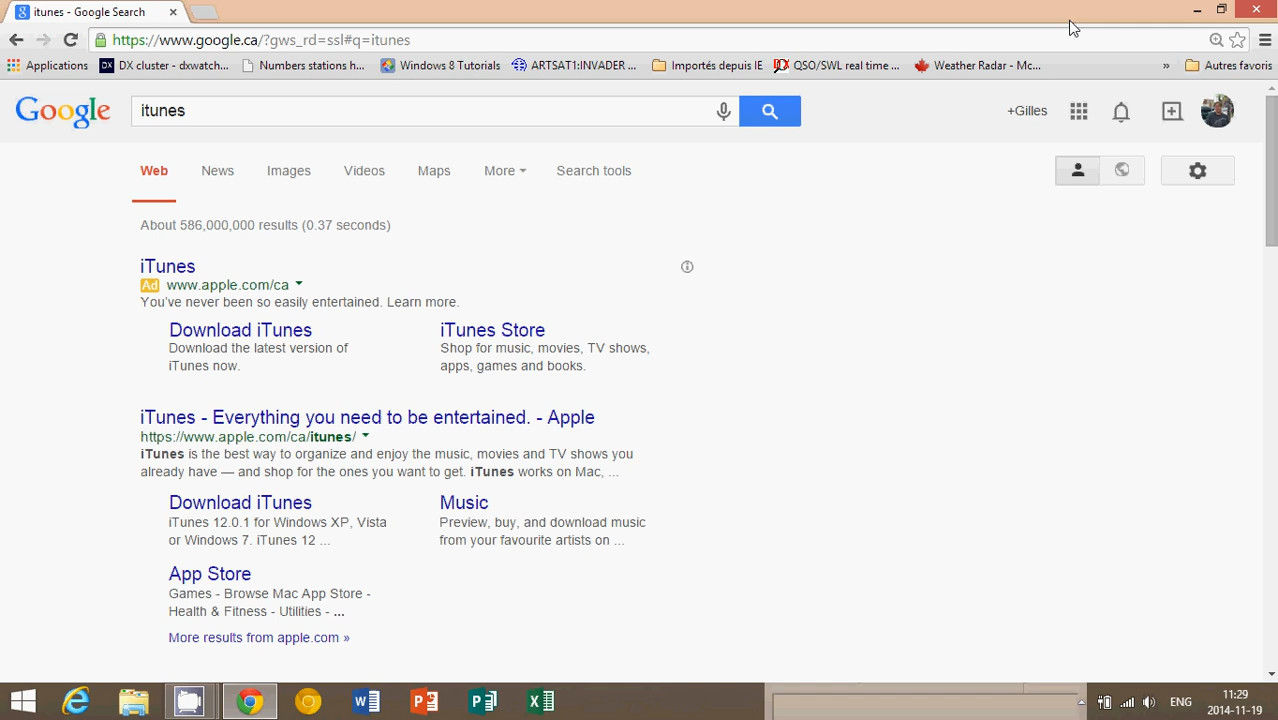 itunes - Google Search
https://www.google.ca/?gws_rd=ssl#q=itunes
Applications DX cluster - dxwatch... Numbers stations h... Windows 8 Tutorials ARTSAT1:INVADER ... Importés depuis IE QSO/SWL real time ... Weather Radar - Mc... » Autres favoris
Google itunes +Gilles
Web News Images Videos Maps More Search tools
About 586,000,000 results (0.37 seconds)
iTunes
Ad www.apple.com/ca
You've never been so easily entertained. Learn more.
Download iTunes
Download the latest version of
iTunes now.
iTunes Store
Shop for music, movies, TV shows,
apps, games and books.
iTunes - Everything you need to be entertained. - Apple
https://www.apple.com/ca/itunes/
iTunes is the best way to organize and enjoy the music, movies and TV shows you
already have — and shop for the ones you want to get. iTunes works on Mac, ...
Download iTunes
iTunes 12.0.1 for Windows XP, Vista
or Windows 7. iTunes 12 ...
Music
Preview, buy, and download music
from your favourite artists on ...
App Store
Games - Browse Mac App Store -
Health & Fitness - Utilities - ...
More results from apple.com »
ENG
11:29
2014-11-19